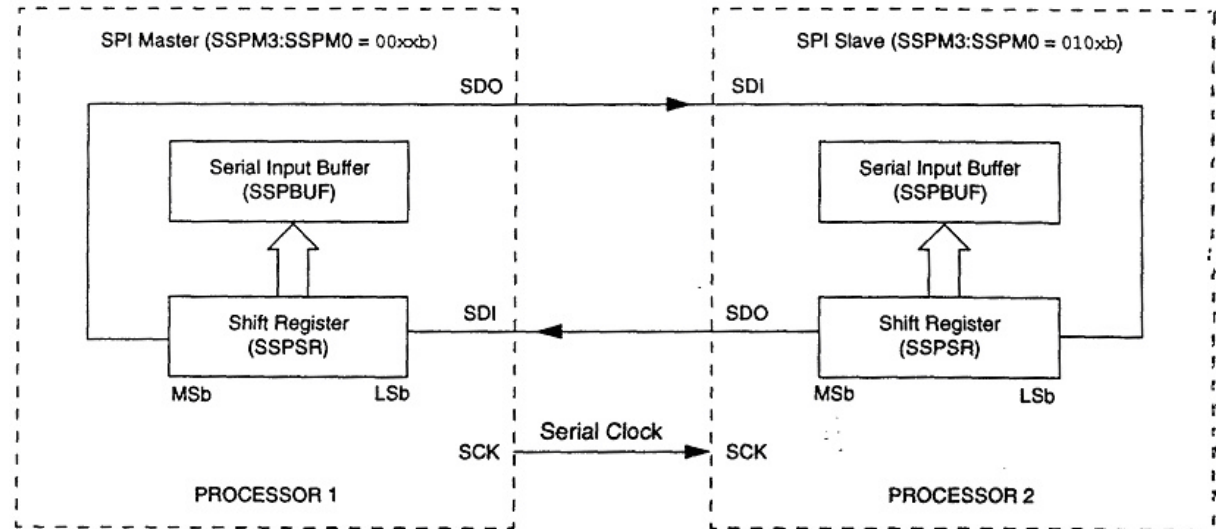 SPI Master (SSPM3:SSPM0 = 00xxb)
SPI Slave (SSPM3:SSPM0 = 010xb)
SDO
SDI
Serial Input Buffer
(SSPBUF)
Serial Input Buffer
(SSPBUF)
SDI
SDO
Shift Register
(SSPSR)
Shift Register
(SSPSR)
MSb
LSb
MSb
LSb
Serial Clock
SCK
SCK
PROCESSOR 1
PROCESSOR 2